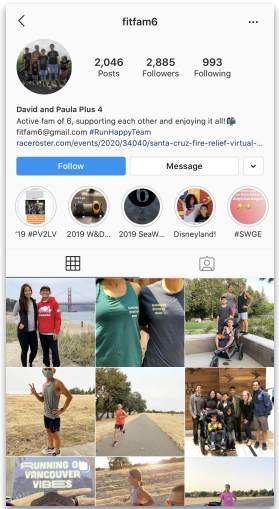 fitfam6
2,046 2,885 993
Posts Followers Following
David and Paula Plus 4
Active fam of 6, supporting each other and enjoying it all!
fitfam6@gmail.com #RunHappyTeam
raceroster.com/events/2020/34040/santa-cruz-fire-relief-virtual-...
Follow Message
'19 #PV2LV 2019 W&D... 2019 SeaW... Disneyland! #SWGE
RUNNING ON
VANCOUVER
VIBES